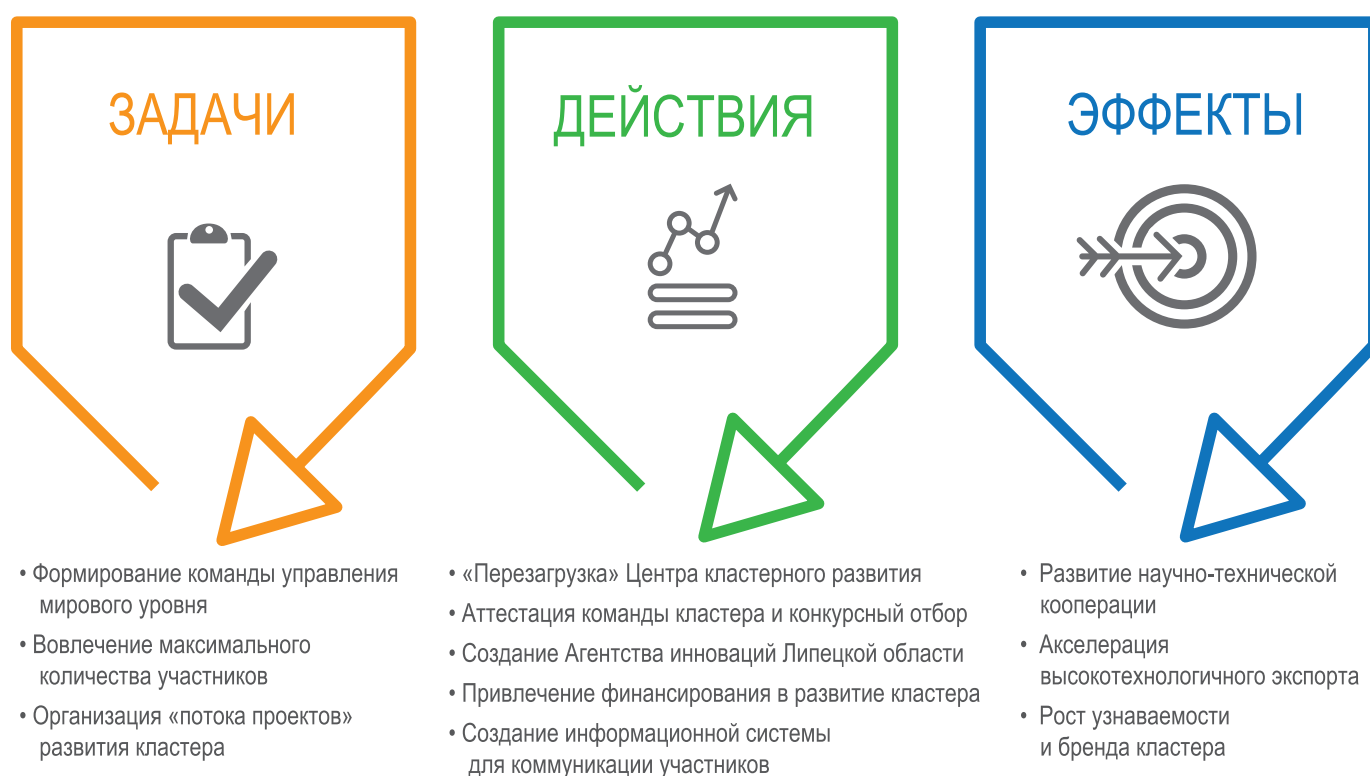 ЗАДАЧИ
• Формирование команды управления
мирового уровня
• Вовлечение максимального
количества участников
• Организация «потока проектов»
развития кластера
ДЕЙСТВИЯ
• «Перезагрузка» Центра кластерного развития
• Аттестация команды кластера и конкурсный отбор
• Создание Агентства инноваций Липецкой области
• Привлечение финансирования в развитие кластера
• Создание информационной системы
для коммуникации участников
ЭФФЕКТЫ
• Развитие научно-технической
кооперации
• Акселерация
высокотехнологичного экспорта
• Рост узнаваемости
и бренда кластера